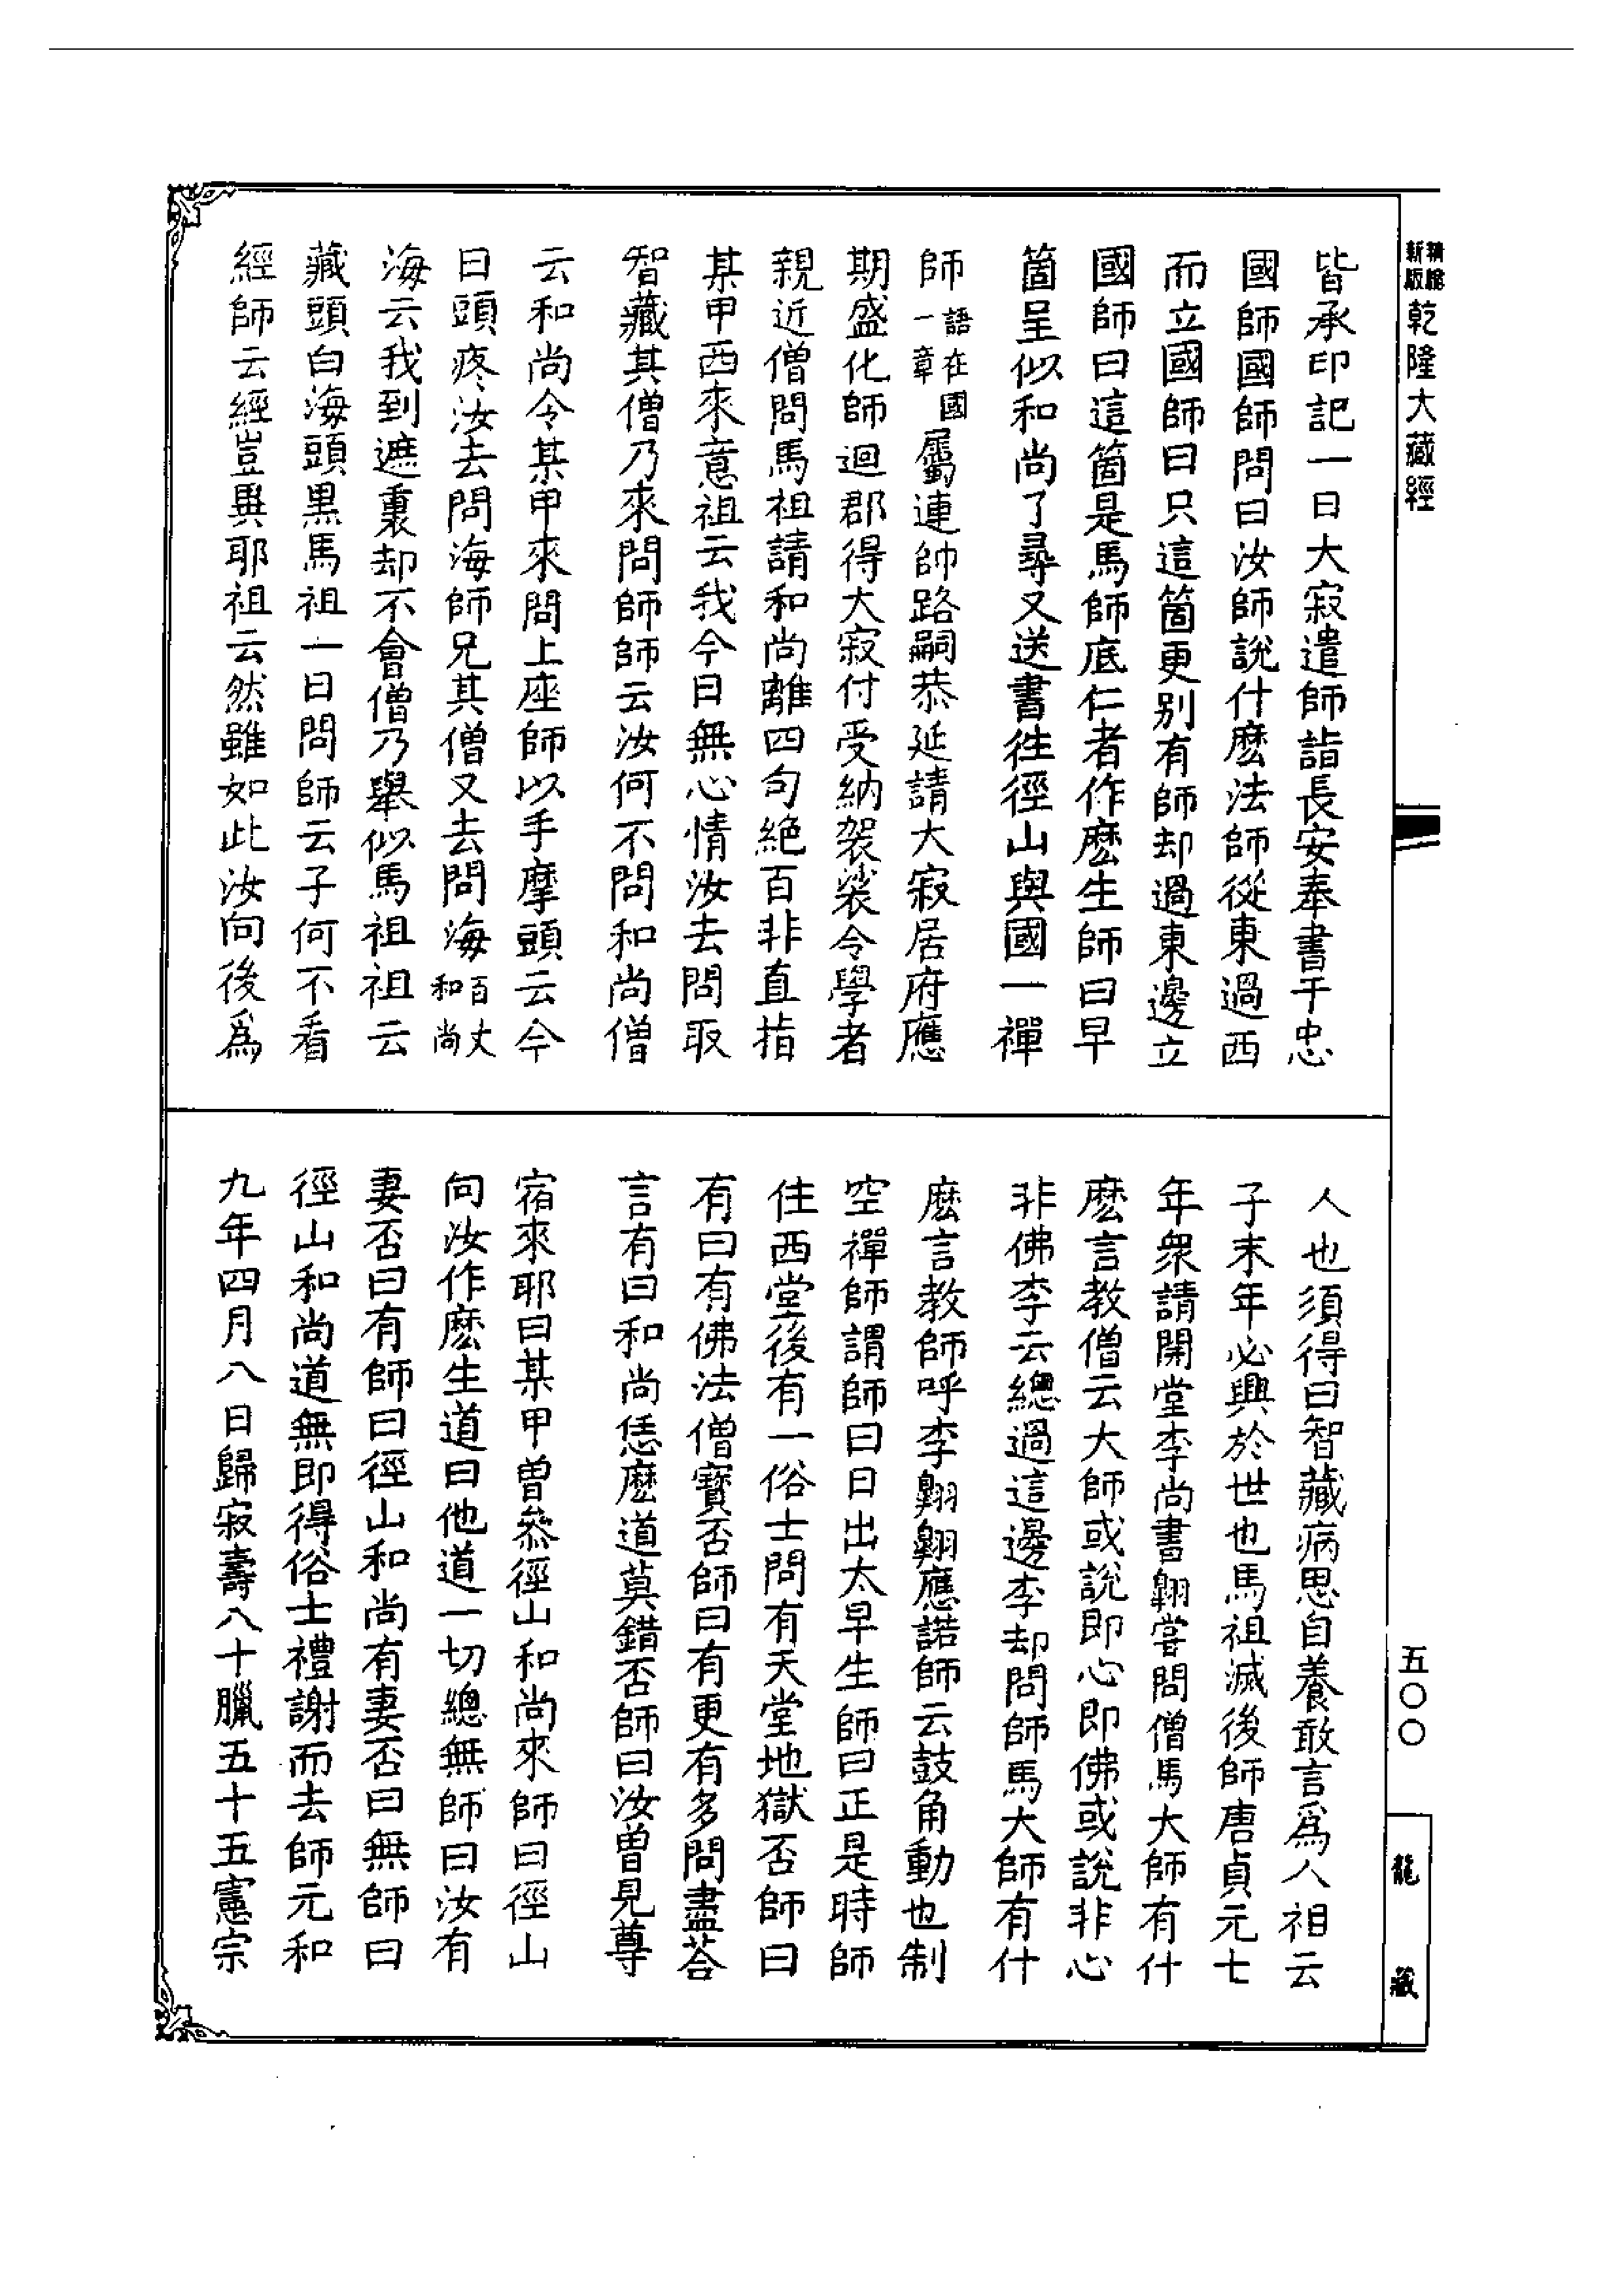 精縮新版乾隆大藏經
皆承印記一日大寂遣師詣長安奉書于忠
國師國師問曰汝師說什麽法師從東過西
而立國師曰只這箇更别有師却過東邊立
國師曰這箇是馬師底仁者作麽生師曰早
箇呈似和尚了尋又送書徃徑山與國一禪
師語在國一章屬連帥路嗣恭延請大寂居府應
期盛化師迴郡得大寂付受納袈裟令學者
親近僧問馬祖請和尚離四句絶百非直指
某甲西來意祖云我今日無心情汝去問取
智藏其僧乃來問師師云汝何不問和尚僧
云和尚令某甲來問上座師以手摩頭云今
日頭疼汝去問海師兄其僧又去問海百丈和尚
海云我到遮裏却不會僧乃舉似馬祖祖云
藏頭白海頭黒馬祖一日問師云子何不看
經師云經豈異耶祖云然雖如此汝向後爲
人也須得曰智藏病思自養敢言爲人祖云
子末年必興於世也馬祖滅後師唐貞元七
年衆請開堂李尚書翺嘗問僧馬大師有什
麽言教僧云大師或說即心即佛或說非心
非佛李云總過這邊李却問師馬大師有什
麽言教師呼李翺翺應諾師云鼓角動也制
空禪師謂師曰日出太早生師曰正是時師
住西堂後有一俗士問有天堂地獄否師曰
有曰有佛法僧寳否師曰有更有多問盡荅
言有曰和尚恁麽道莫錯否師曰汝曽見尊
宿來耶曰某甲曽叅徑山和尚來師曰徑山
向汝作麽生道曰他道一切總無師曰汝有
妻否曰有師曰徑山和尚有妻否曰無師曰
徑山和尚道無即得俗士禮謝而去師元和
九年四月八日歸寂壽八十臘五十五憲宗
五〇〇
龍藏